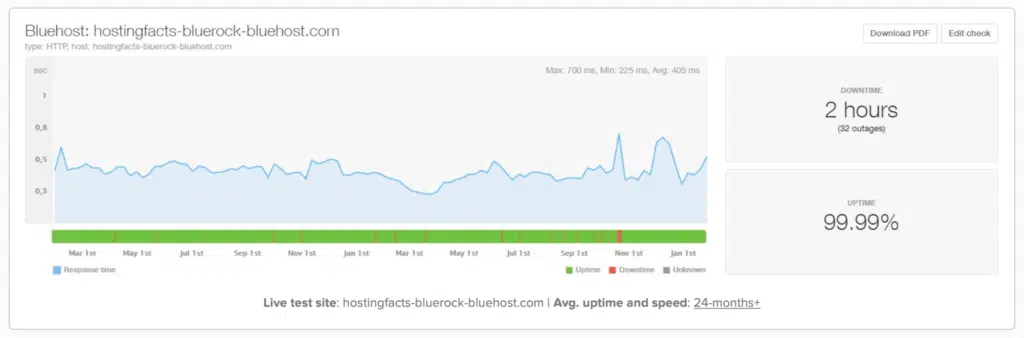 Bluehost: hostingfacts-bluerock-bluehost.com
type: HTTP, host: hostingfacts-bluerock-bluehost.com
Download PDF
Edit check
sec
Max: 700 ms, Min: 225 ms, Avg: 405 ms
1
0,8
0,5
0,3
Mar 1st May 1st Jul 1st Sep 1st Nov 1st Jan 1st Mar 1st May 1st Jul 1st Sep 1st Nov 1st Jan 1st
Response time
Uptime Downtime Unknown
DOWNTIME
2 hours
(32 outages)
UPTIME
99.99%
Live test site: hostingfacts-bluerock-bluehost.com | Avg. uptime and speed: 24-months+